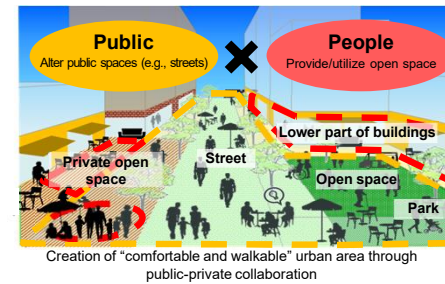 Public
Alter public spaces (e.g., streets)
People
Provide/utilize open space
Lower part of buildings
Private open
space
Street
Open space
Park
Creation of “comfortable and walkable” urban area through
public-private collaboration